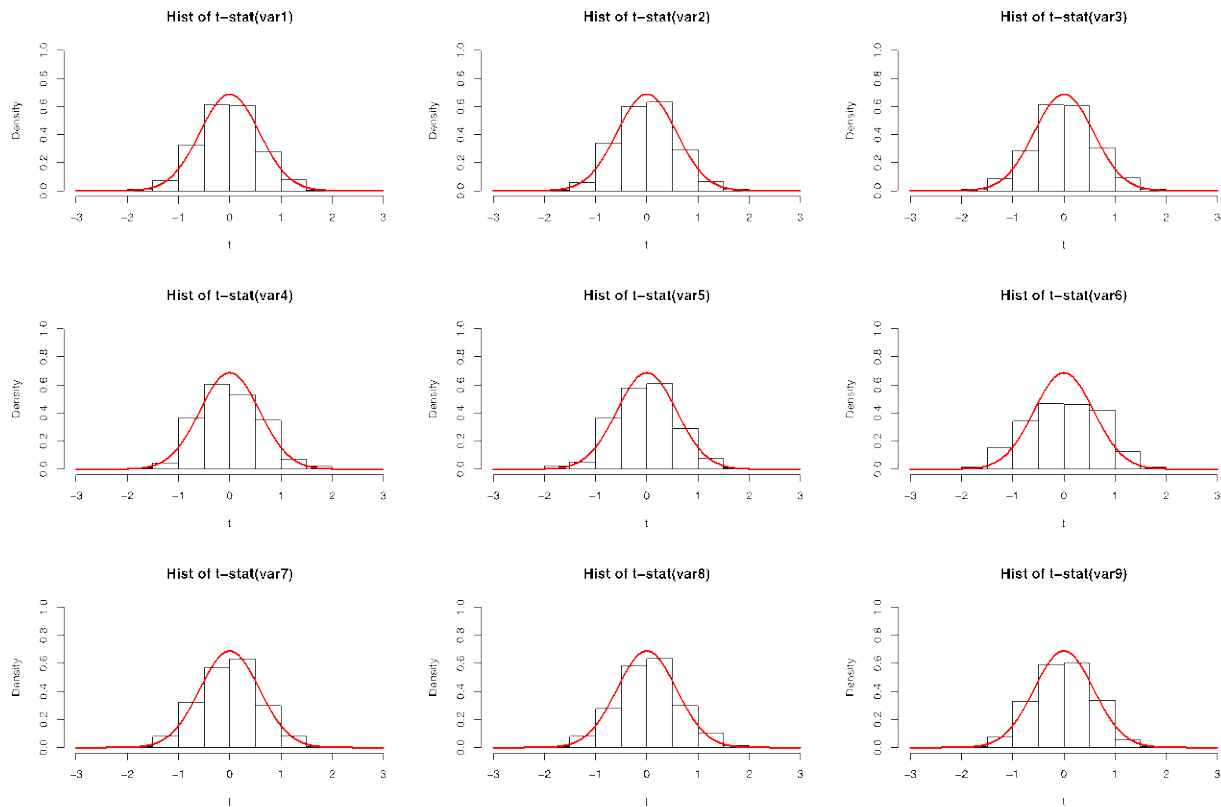 Hist of t-stat(var1)
Density
0.0 0.2 0.4 0.6 0.8 1.0
-3 -2 -1 0 1 2 3
t
Hist of t-stat(var2)
Density
0.0 0.2 0.4 0.6 0.8 1.0
-3 -2 -1 0 1 2 3
t
Hist of t-stat(var3)
Density
0.0 0.2 0.4 0.6 0.8 1.0
-3 -2 -1 0 1 2 3
t
Hist of t-stat(var4)
Density
0.0 0.2 0.4 0.6 0.8 1.0
-3 -2 -1 0 1 2 3
t
Hist of t-stat(var5)
Density
0.0 0.2 0.4 0.6 0.8 1.0
-3 -2 -1 0 1 2 3
t
Hist of t-stat(var6)
Density
0.0 0.2 0.4 0.6 0.8 1.0
-3 -2 -1 0 1 2 3
t
Hist of t-stat(var7)
Density
0.0 0.2 0.4 0.6 0.8 1.0
-3 -2 -1 0 1 2 3
t
Hist of t-stat(var8)
Density
0.0 0.2 0.4 0.6 0.8 1.0
-3 -2 -1 0 1 2 3
t
Hist of t-stat(var9)
Density
0.0 0.2 0.4 0.6 0.8 1.0
-3 -2 -1 0 1 2 3
t